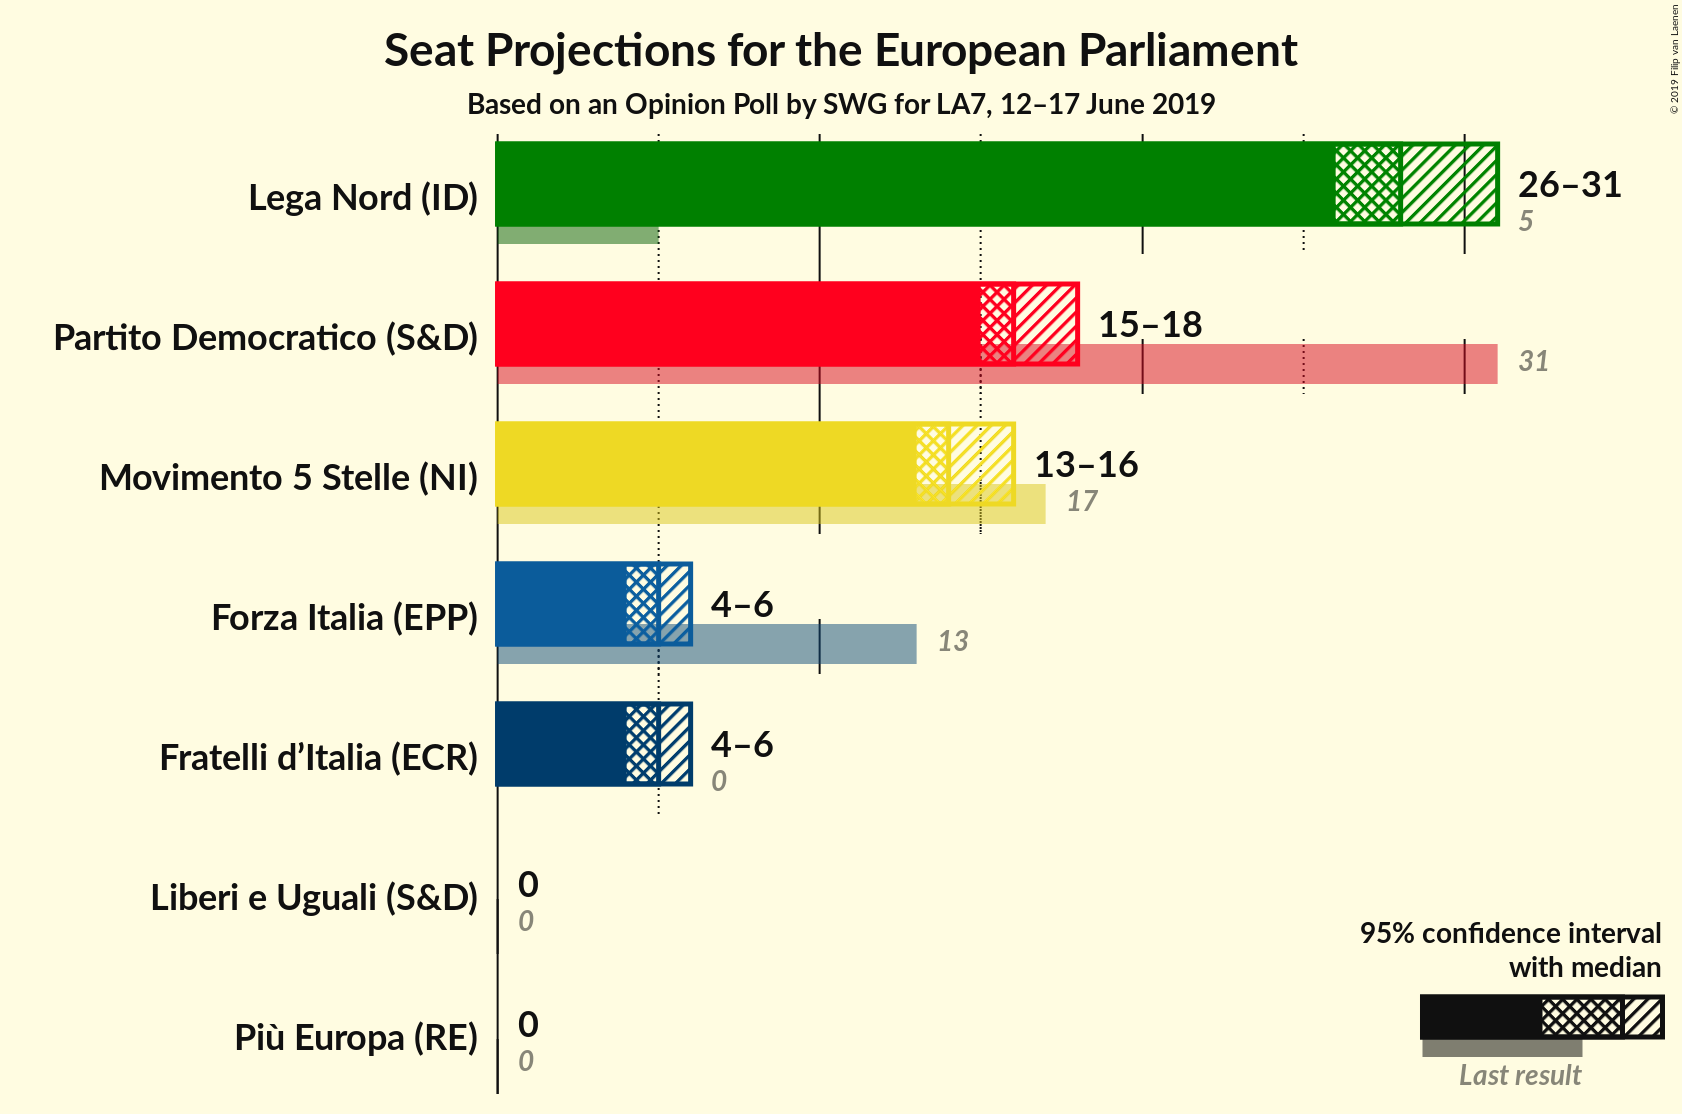 Seat Projections for the European Parliament
Based on an Opinion Poll by SWG for LA7, 12–17 June 2019
© 2019 Filip van Laenen
Lega Nord (ID)
26–31
5
Partito Democratico (S&D)
15–18
31
Movimento 5 Stelle (NI)
13–16
17
Forza Italia (EPP)
4–6
13
Fratelli d’Italia (ECR)
4–6
0
Liberi e Uguali (S&D)
0
0
Più Europa (RE)
0
0
95% confidence interval
with median
Last result